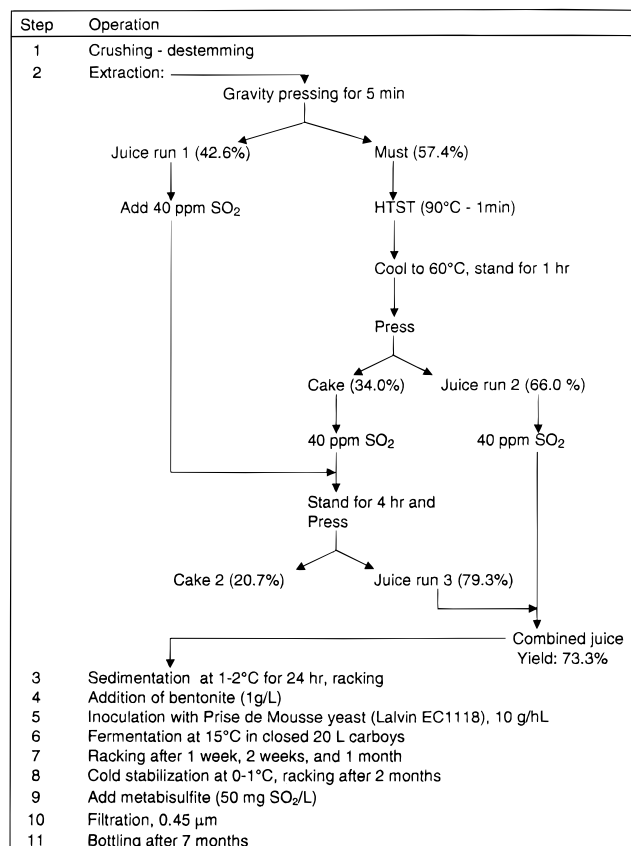 Step Operation
1 Crushing - destemming
2 Extraction:
Gravity pressing for 5 min
Juice run 1 (42.6%) Must (57.4%)
Add 40 ppm SO₂ HTST (90°C - 1min)
Cool to 60°C, stand for 1 hr
Press
Cake (34.0%) Juice run 2 (66.0 %)
40 ppm SO₂ 40 ppm SO₂
Stand for 4 hr and
Press
Cake 2 (20.7%) Juice run 3 (79.3%)
Combined juice
Yield: 73.3%
3 Sedimentation at 1-2°C for 24 hr, racking
4 Addition of bentonite (1g/L)
5 Inoculation with Prise de Mousse yeast (Lalvin EC1118), 10 g/hL
6 Fermentation at 15°C in closed 20 L carboys
7 Racking after 1 week, 2 weeks, and 1 month
8 Cold stabilization at 0-1°C, racking after 2 months
9 Add metabisulfite (50 mg SO₂/L)
10 Filtration, 0.45 μm
11 Bottling after 7 months